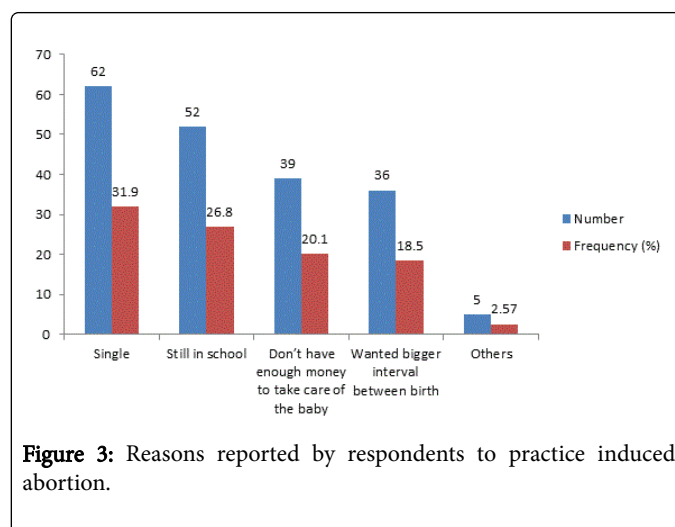 70
60
50
40
30
20
10
0
62
31.9
52
26.8
39
20.1
36
18.5
5
2.57
Number
Frequency (%)
Single
Still in school
Don't have
enough money
to take care of
the baby
Wanted bigger
interval
between birth
Others
Figure 3: Reasons reported by respondents to practice induced
abortion.